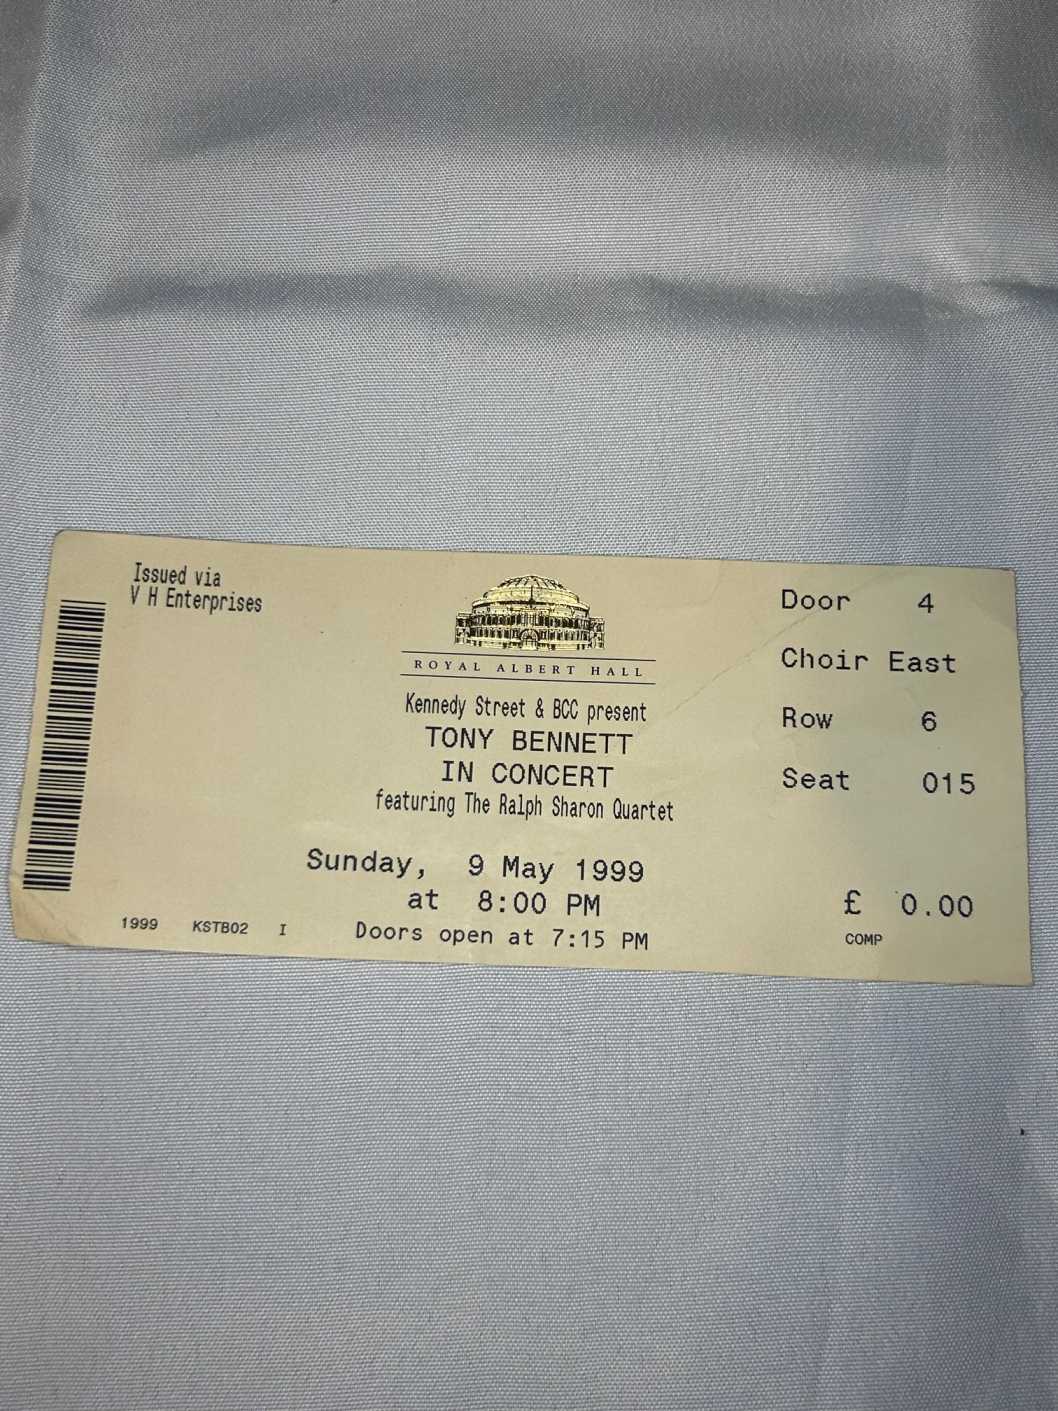 Issued via
V H Enterprises
ROYAL ALBERT HALL
Kennedy Street & BCC present
TONY BENNETT
IN CONCERT
featuring The Ralph Sharon Quartet
Sunday, 9 May 1999
at 8:00 PM
Doors open at 7:15 PM
1999 KSTB02 I
Door 4
Choir East
Row 6
Seat 015
£ 0.00
COMP